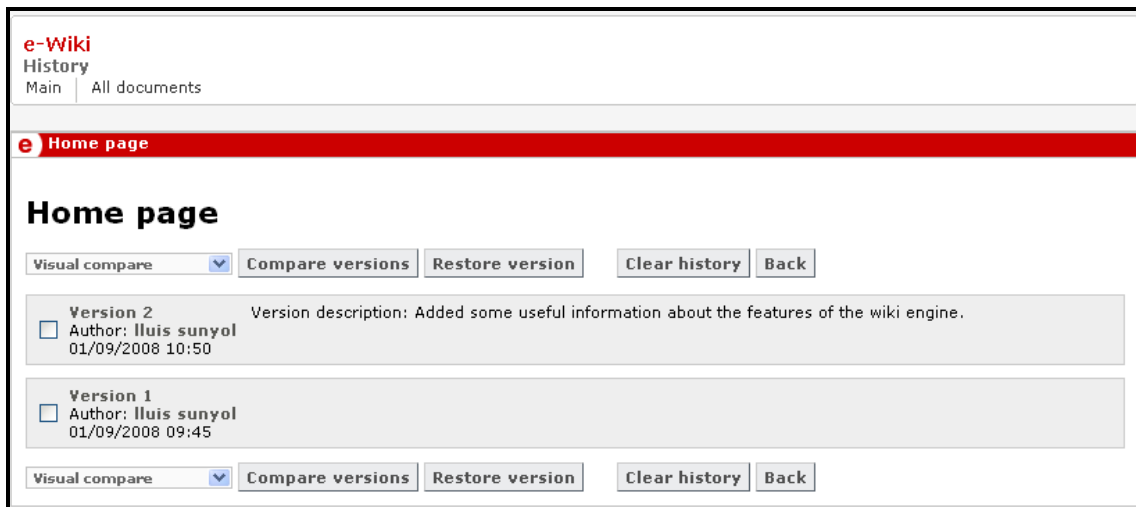 e-Wiki
History
Main All documents
e Home page
Home page
Visual compare Compare versions Restore version Clear history Back
Version 2 Version description: Added some useful information about the features of the wiki engine.
Author: lluis sunyol
01/09/2008 10:50
Version 1
Author: lluis sunyol
01/09/2008 09:45
Visual compare Compare versions Restore version Clear history Back